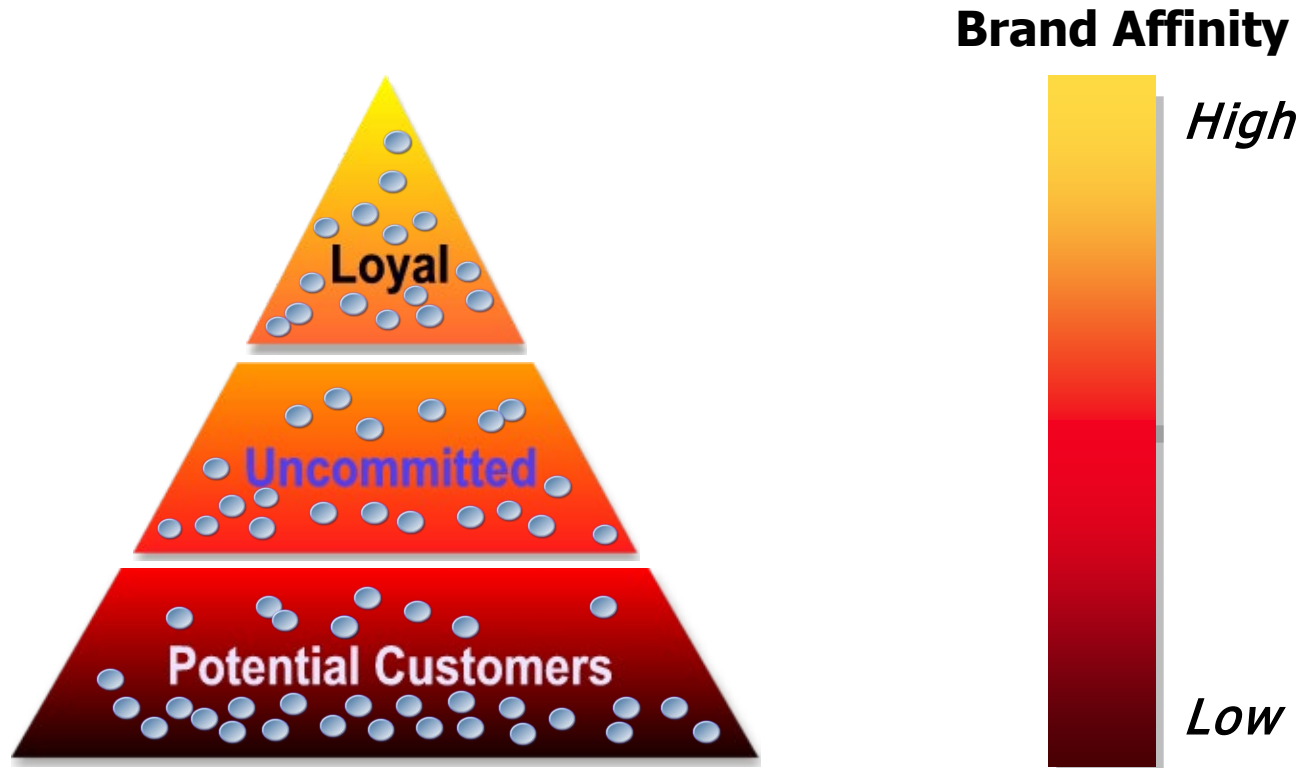 Brand Affinity
High
Loyal
Uncommitted
Potential Customers
Low